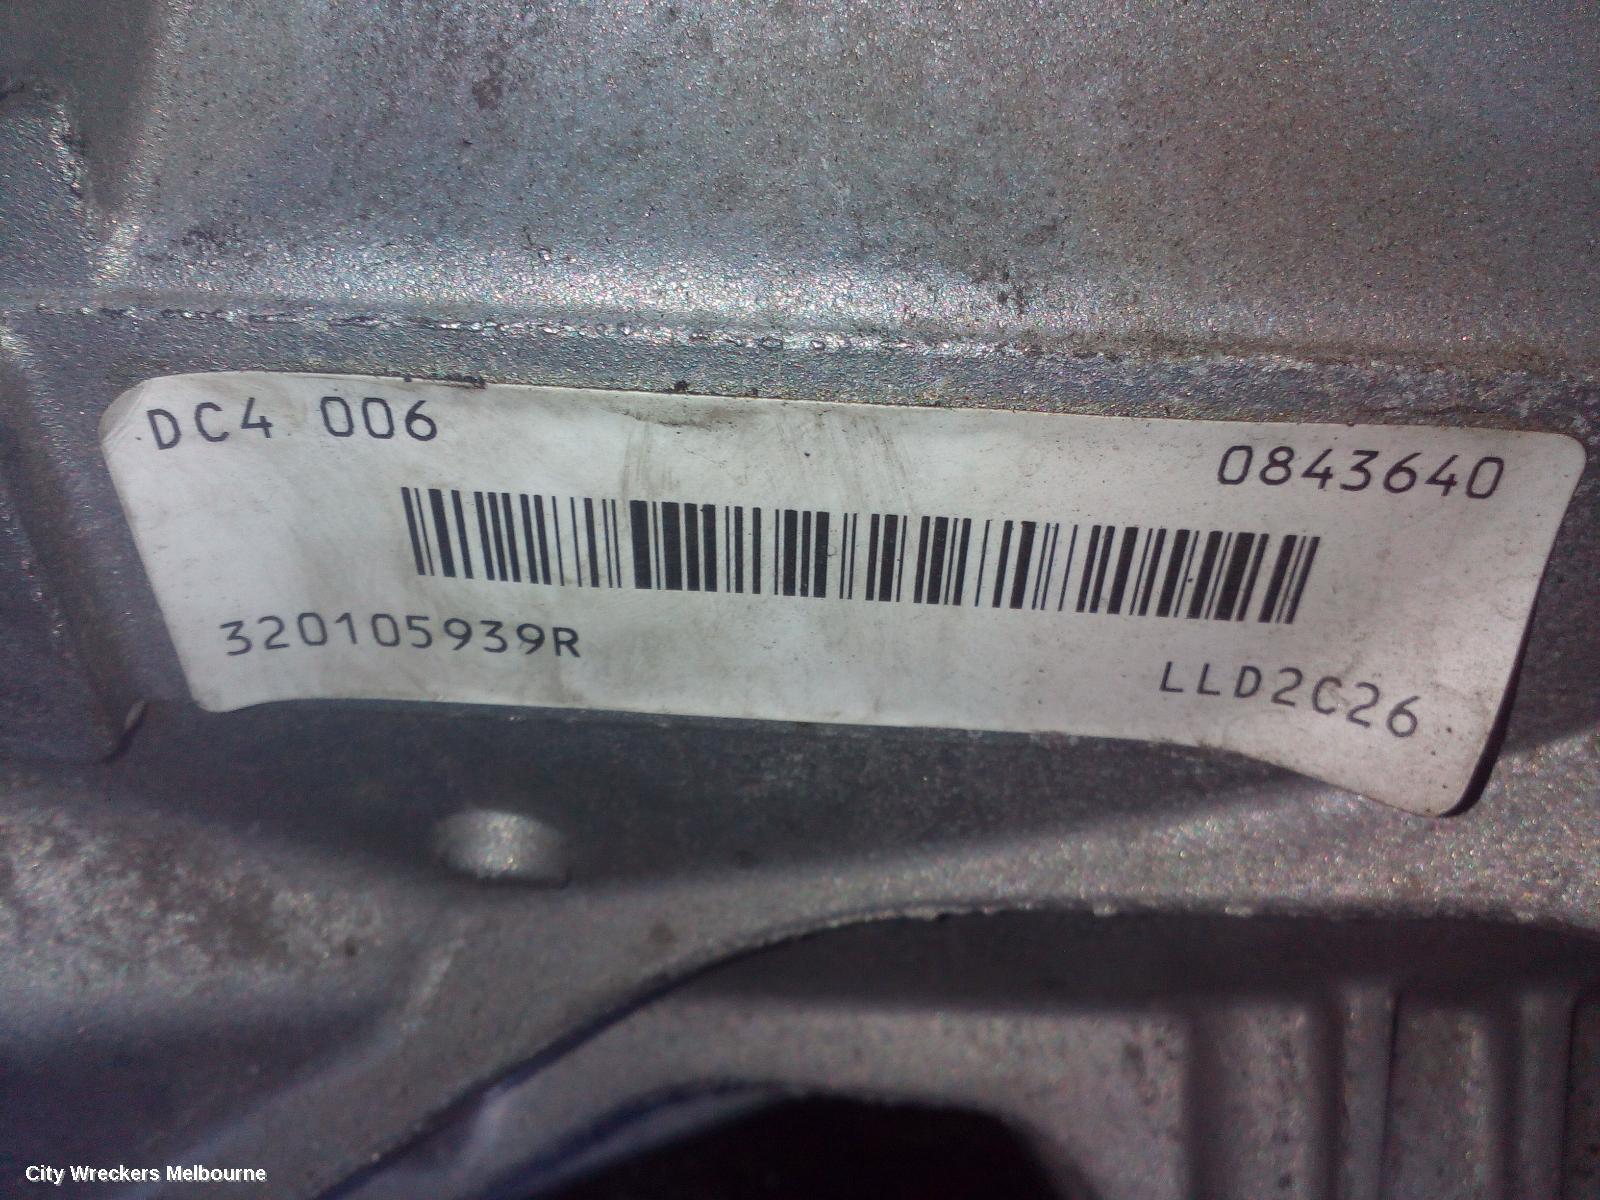 DC4 006
0843640
320105939R
LLD2C26
City Wreckers Melbourne